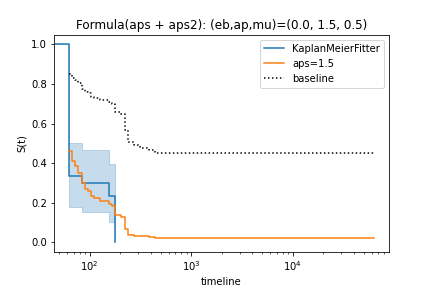 Formula(aps + aps2): (eb,ap,mu)=(0.0, 1.5, 0.5)
KaplanMeierFitter
aps=1.5
baseline
S(t)
1.0
0.8
0.6
0.4
0.2
0.0
10² 10³ 10⁴
timeline